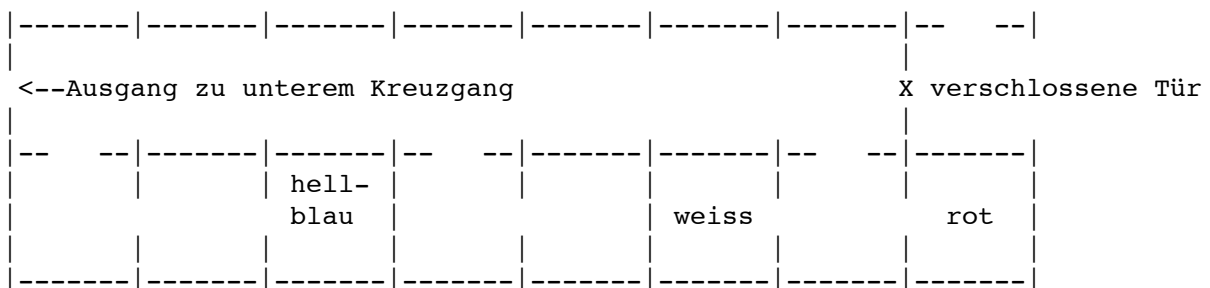 |-------|-------|-------|-------|-------|-------|-------|--   --|
|                                                       |
 <--Ausgang zu unterem Kreuzgang                        X verschlossene Tür
|                                                       |
|--   --|-------|-------|--   --|-------|-------|--   --|-------|
|       |       | hell- |       |       |       |       |       |
|                 blau  |               | weiss           rot   |
|       |       |       |       |       |       |       |       |
|-------|-------|-------|-------|-------|-------|-------|-------|